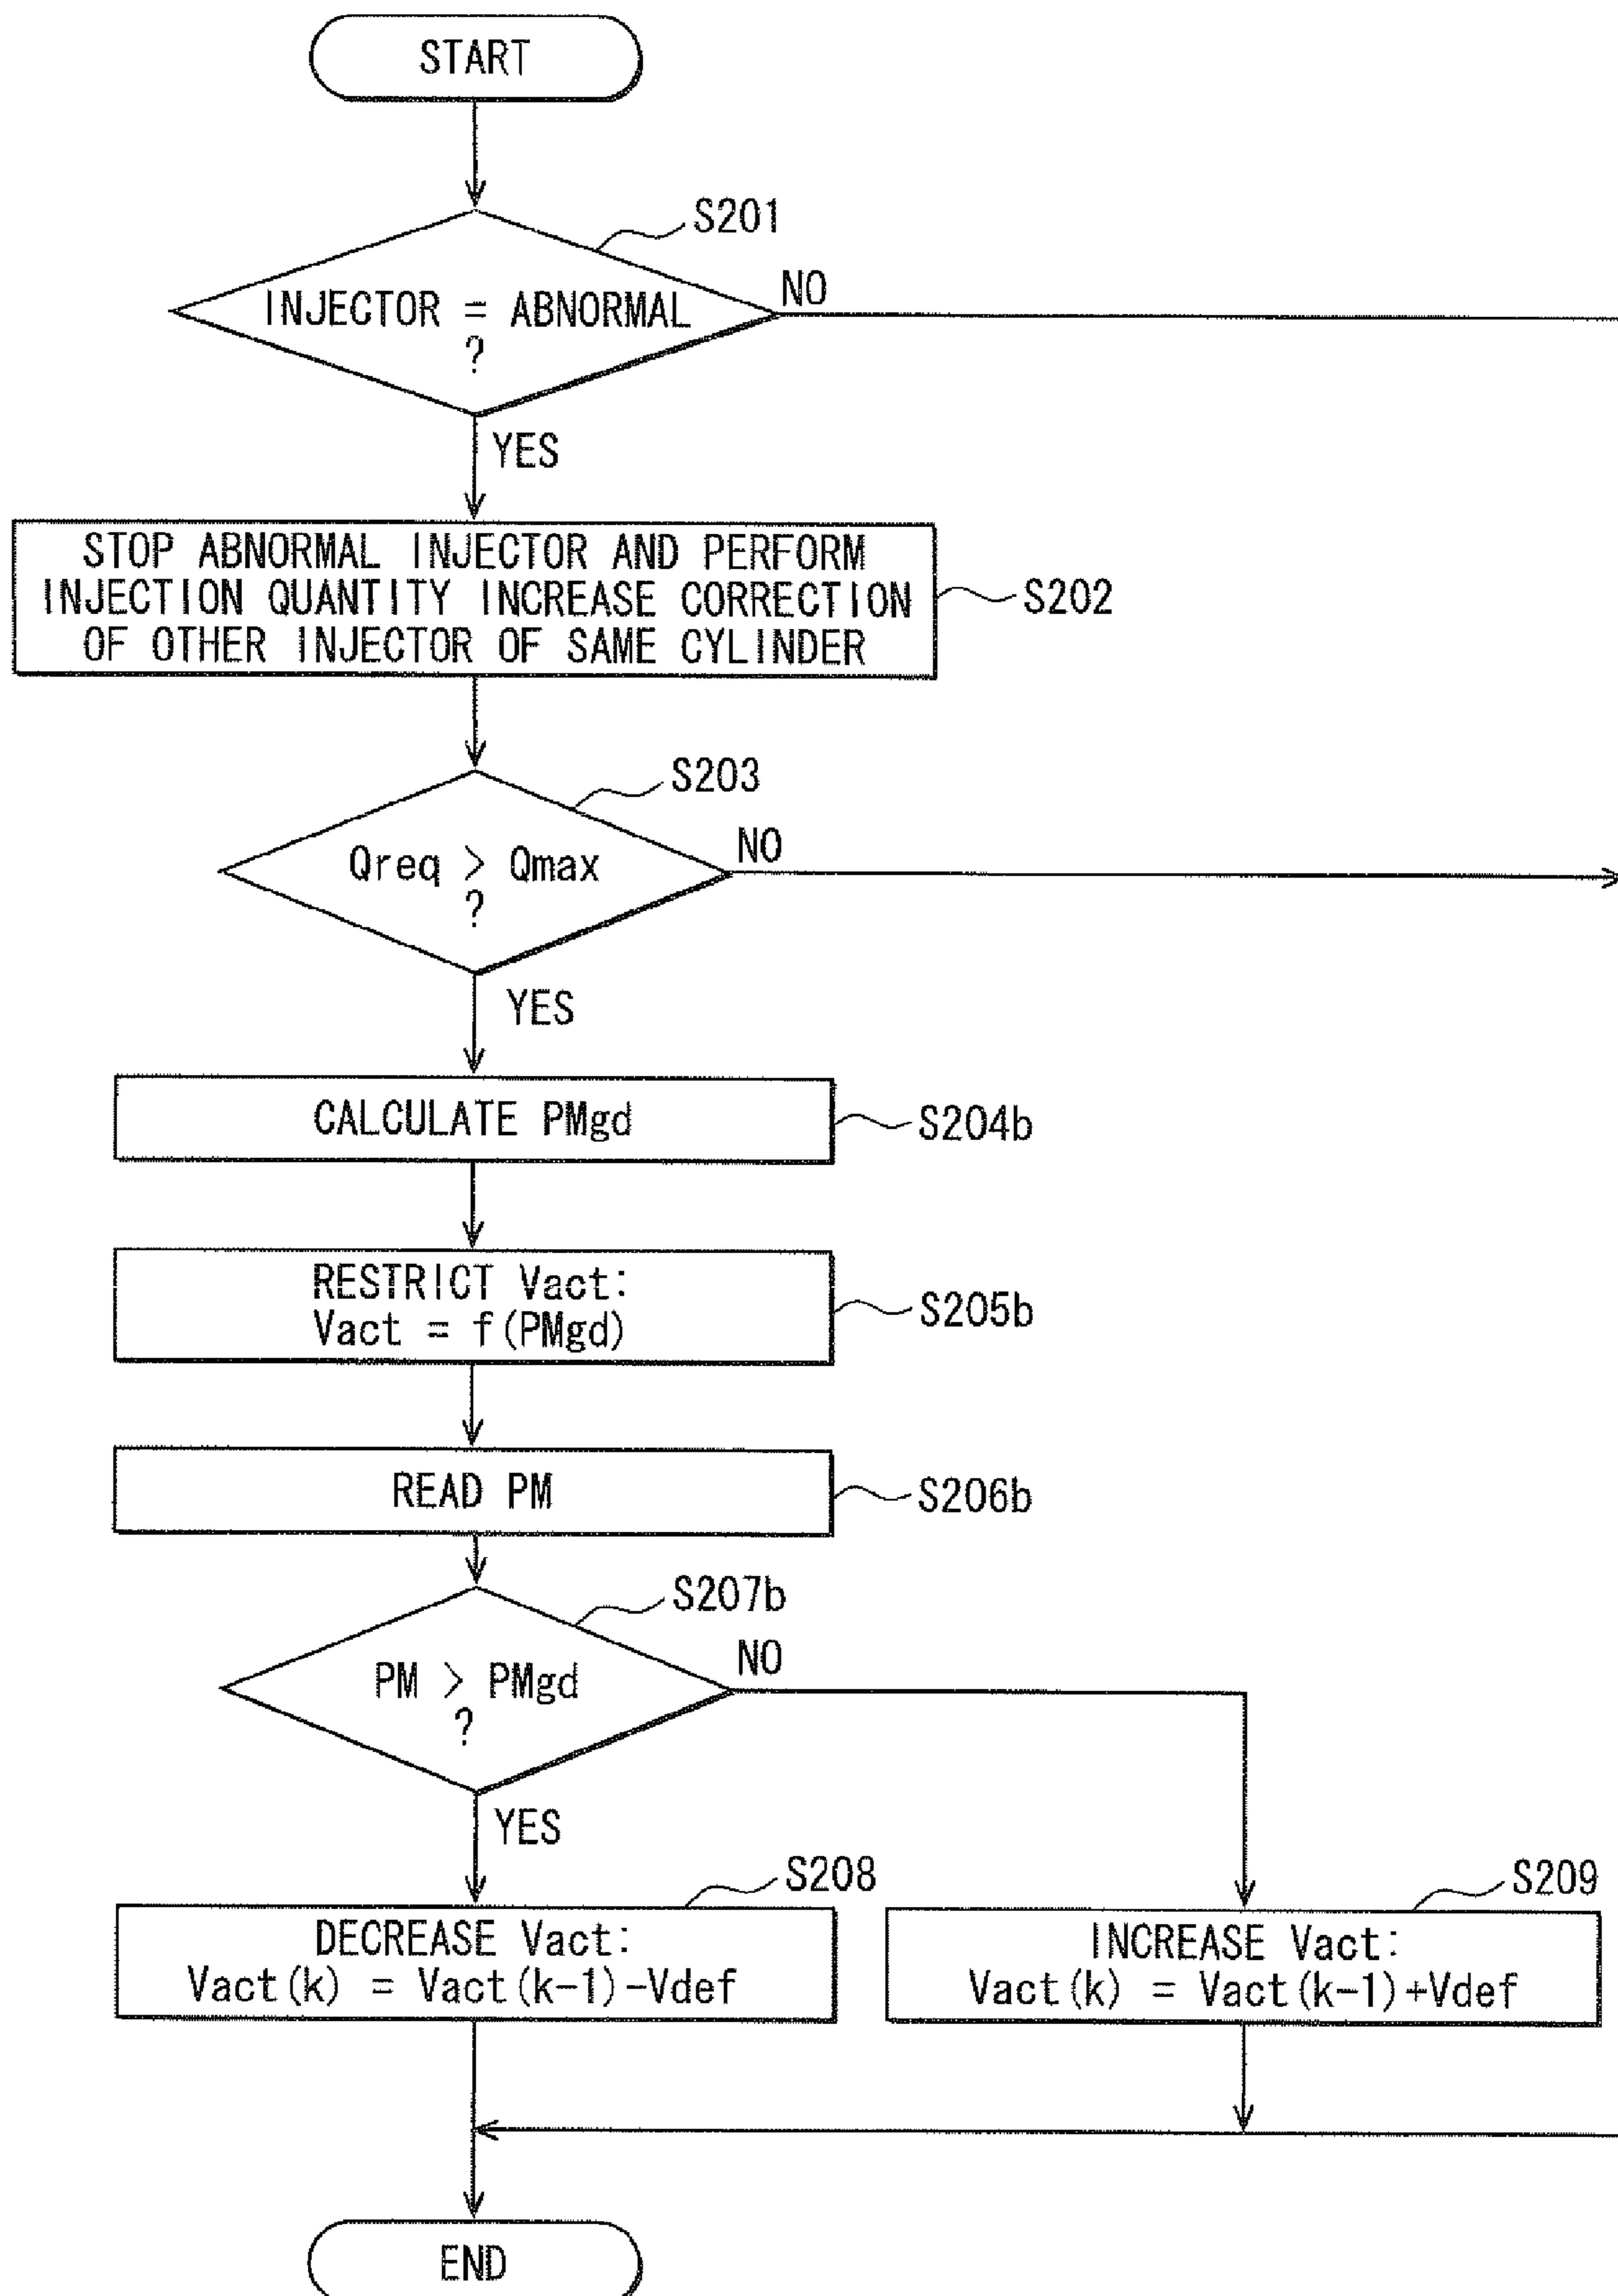 START
S201
INJECTOR = ABNORMAL
?
NO
YES
STOP ABNORMAL INJECTOR AND PERFORM
INJECTION QUANTITY INCREASE CORRECTION
OF OTHER INJECTOR OF SAME CYLINDER
S202
S203
Qreq > Qmax
?
NO
YES
CALCULATE PMgd
S204b
RESTRICT Vact:
Vact = f(PMgd)
S205b
READ PM
S206b
S207b
PM > PMgd
?
NO
YES
S208
DECREASE Vact:
Vact(k) = Vact(k-1)-Vdef
S209
INCREASE Vact:
Vact(k) = Vact(k-1)+Vdef
END